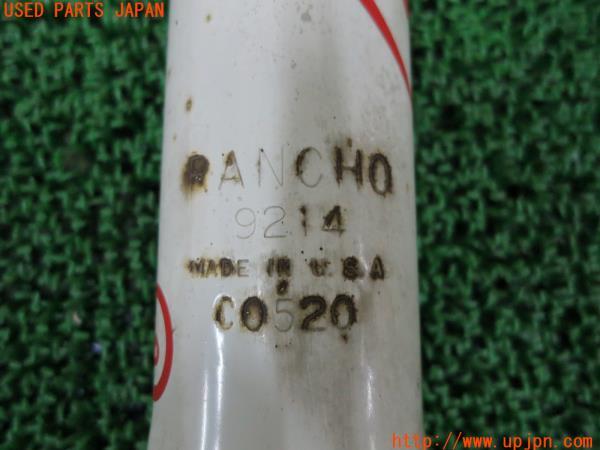 USED PARTS JAPAN
RANCHO
9214
MADE IN U.S.A
C0520
http://www.upjpn.com/